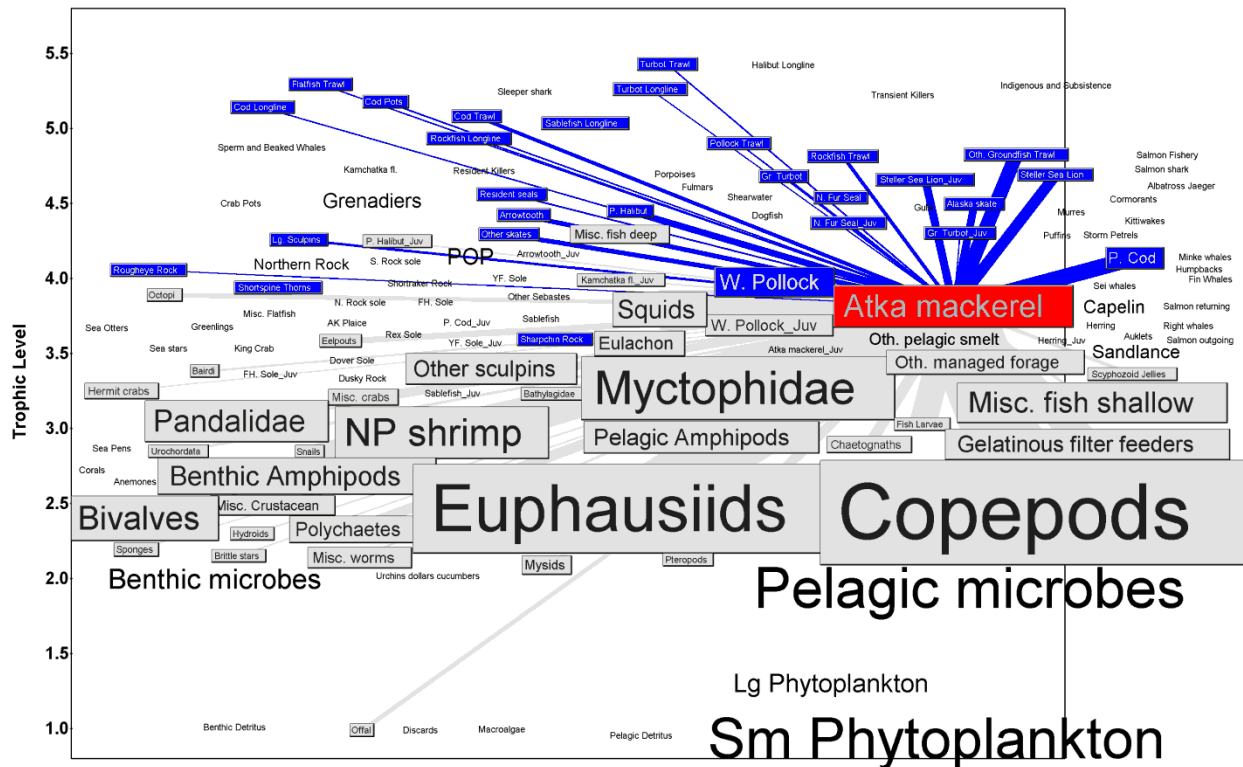 Trophic Level
5.5
5.0
4.5
4.0
3.5
3.0
2.5
2.0
1.5
1.0
Turbot Trawl
Halibut Longline
Flatfish Trawl
Turbot Longline
Indigenous and Subsistence
Sleeper shark
Transient Killers
Cod Longline
Cod Pots
Cod Trawl
Sablefish Longline
Rockfish Longline
Pollock Trawl
Sperm and Beaked Whales
Rockfish Trawl
Oth. Groundfish Trawl
Salmon Fishery
Kamchatka fl.
Resident Killers
Porpoises
Gr. Turbot
Steller Sea Lion_Juv
Steller Sea Lion
Salmon shark
Fulmars
Albatross Jaeger
Crab Pots
Grenadiers
Resident seals
Shearwater
N. Fur Seal
Alaska skate
Cormorants
Arrowtooth
P. Halibut
Dogfish
N. Fur Seal_Juv
Gulls
Murres
Kittiwakes
Lg. Sculpins
P. Halibut_Juv
Other skates
Misc. fish deep
Gr. Turbot_Juv
Puffins
Storm Petrels
Rougheye Rock
Northern Rock
S. Rock sole
POP
Arrowtooth_Juv
P. Cod
Minke whales
Humpbacks
Fin Whales
Octopi
Shortspine Thorns
Shortraker Rock
YF. Sole
Kamchatka fl._Juv
W. Pollock
Sei whales
N. Rock sole
FH. Sole
Other Sebastes
Squids
Atka mackerel
Capelin
Salmon returning
Sea Otters
Greenlings
Misc. Flatfish
AK Plaice
P. Cod_Juv
Sablefish
W. Pollock_Juv
Herring
Right whales
Eelpouts
Rex Sole
YF. Sole_Juv
Sharpchin Rock
Eulachon
Oth. pelagic smelt
Herring_Juv
Auklets
Salmon outgoing
Sea stars
King Crab
Dover Sole
Atka mackerel_Juv
Sandlance
Bairdi
FH. Sole_Juv
Dusky Rock
Other sculpins
Myctophidae
Oth. managed forage
Scyphozoid Jellies
Hermit crabs
Misc. crabs
Sablefish_Juv
Bathylagidae
Misc. fish shallow
Pandalidae
NP shrimp
Pelagic Amphipods
Fish Larvae
Sea Pens
Urochordata
Snails
Chaetognaths
Gelatinous filter feeders
Corals
Anemones
Benthic Amphipods
Euphausiids
Copepods
Bivalves
Misc. Crustacean
Hydroids
Polychaetes
Sponges
Brittle stars
Misc. worms
Mysids
Pteropods
Benthic microbes
Urchins dollars cucumbers
Pelagic microbes
Lg Phytoplankton
Benthic Detritus
Offal
Discards
Macroalgae
Pelagic Detritus
Sm Phytoplankton